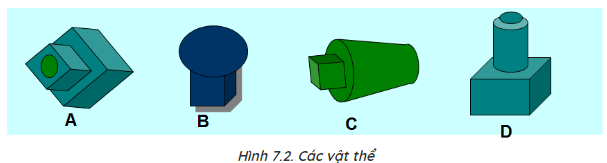 A B C D
Hình 7.2. Các vật thể